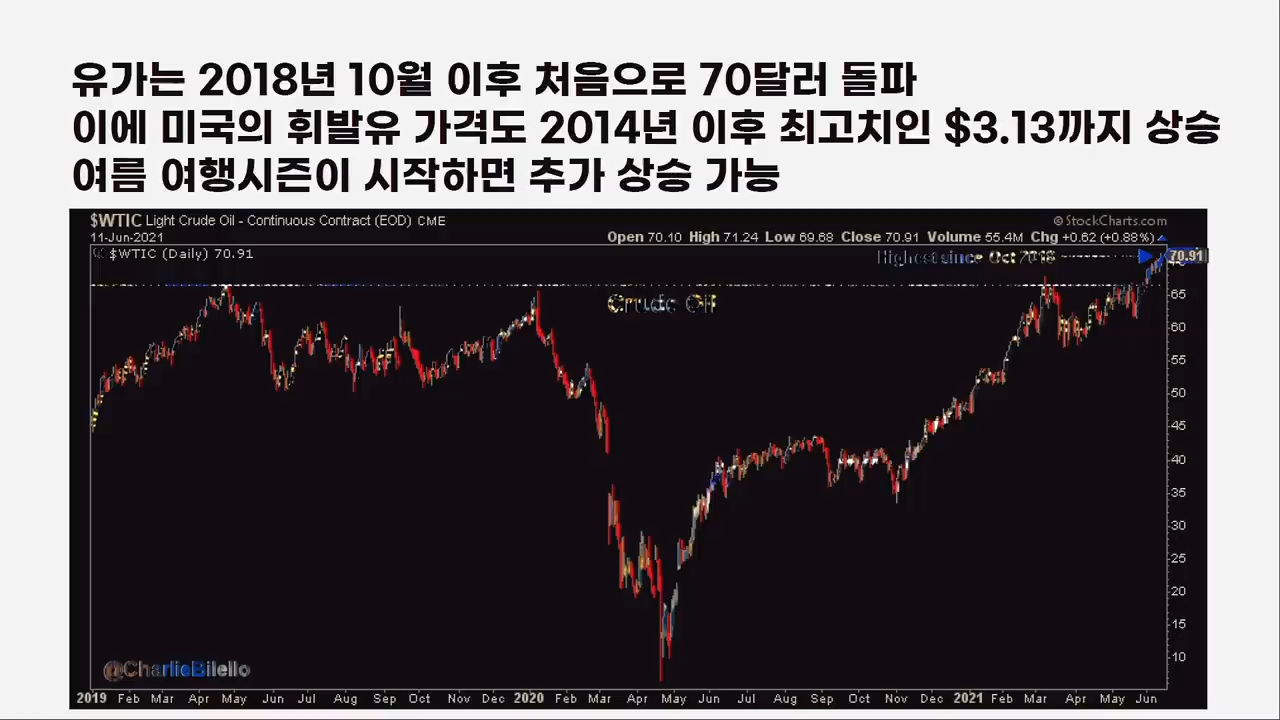 유가는 2018년 10월 이후 처음으로 70달러 돌파
이에 미국의 휘발유 가격도 2014년 이후 최고치인 $3.13까지 상승
여름 여행시즌이 시작하면 추가 상승 가능
$WTIC Light Crude Oil - Continuous Contract (EOD) CME © StockCharts.com
11-Jun-2021 Open 70.10 High 71.24 Low 69.68 Close 70.91 Volume 55.4M Chg +0.62 (+0.88%)
$WTIC (Daily) 70.91 Highest since Oct 2018 70.91
65
Crude Oil
60
55
50
45
40
35
30
25
20
15
10
@CharlieBilello
2019 Feb Mar Apr May Jun Jul Aug Sep Oct Nov Dec 2020 Feb Mar Apr May Jun Jul Aug Sep Oct Nov Dec 2021 Feb Mar Apr May Jun